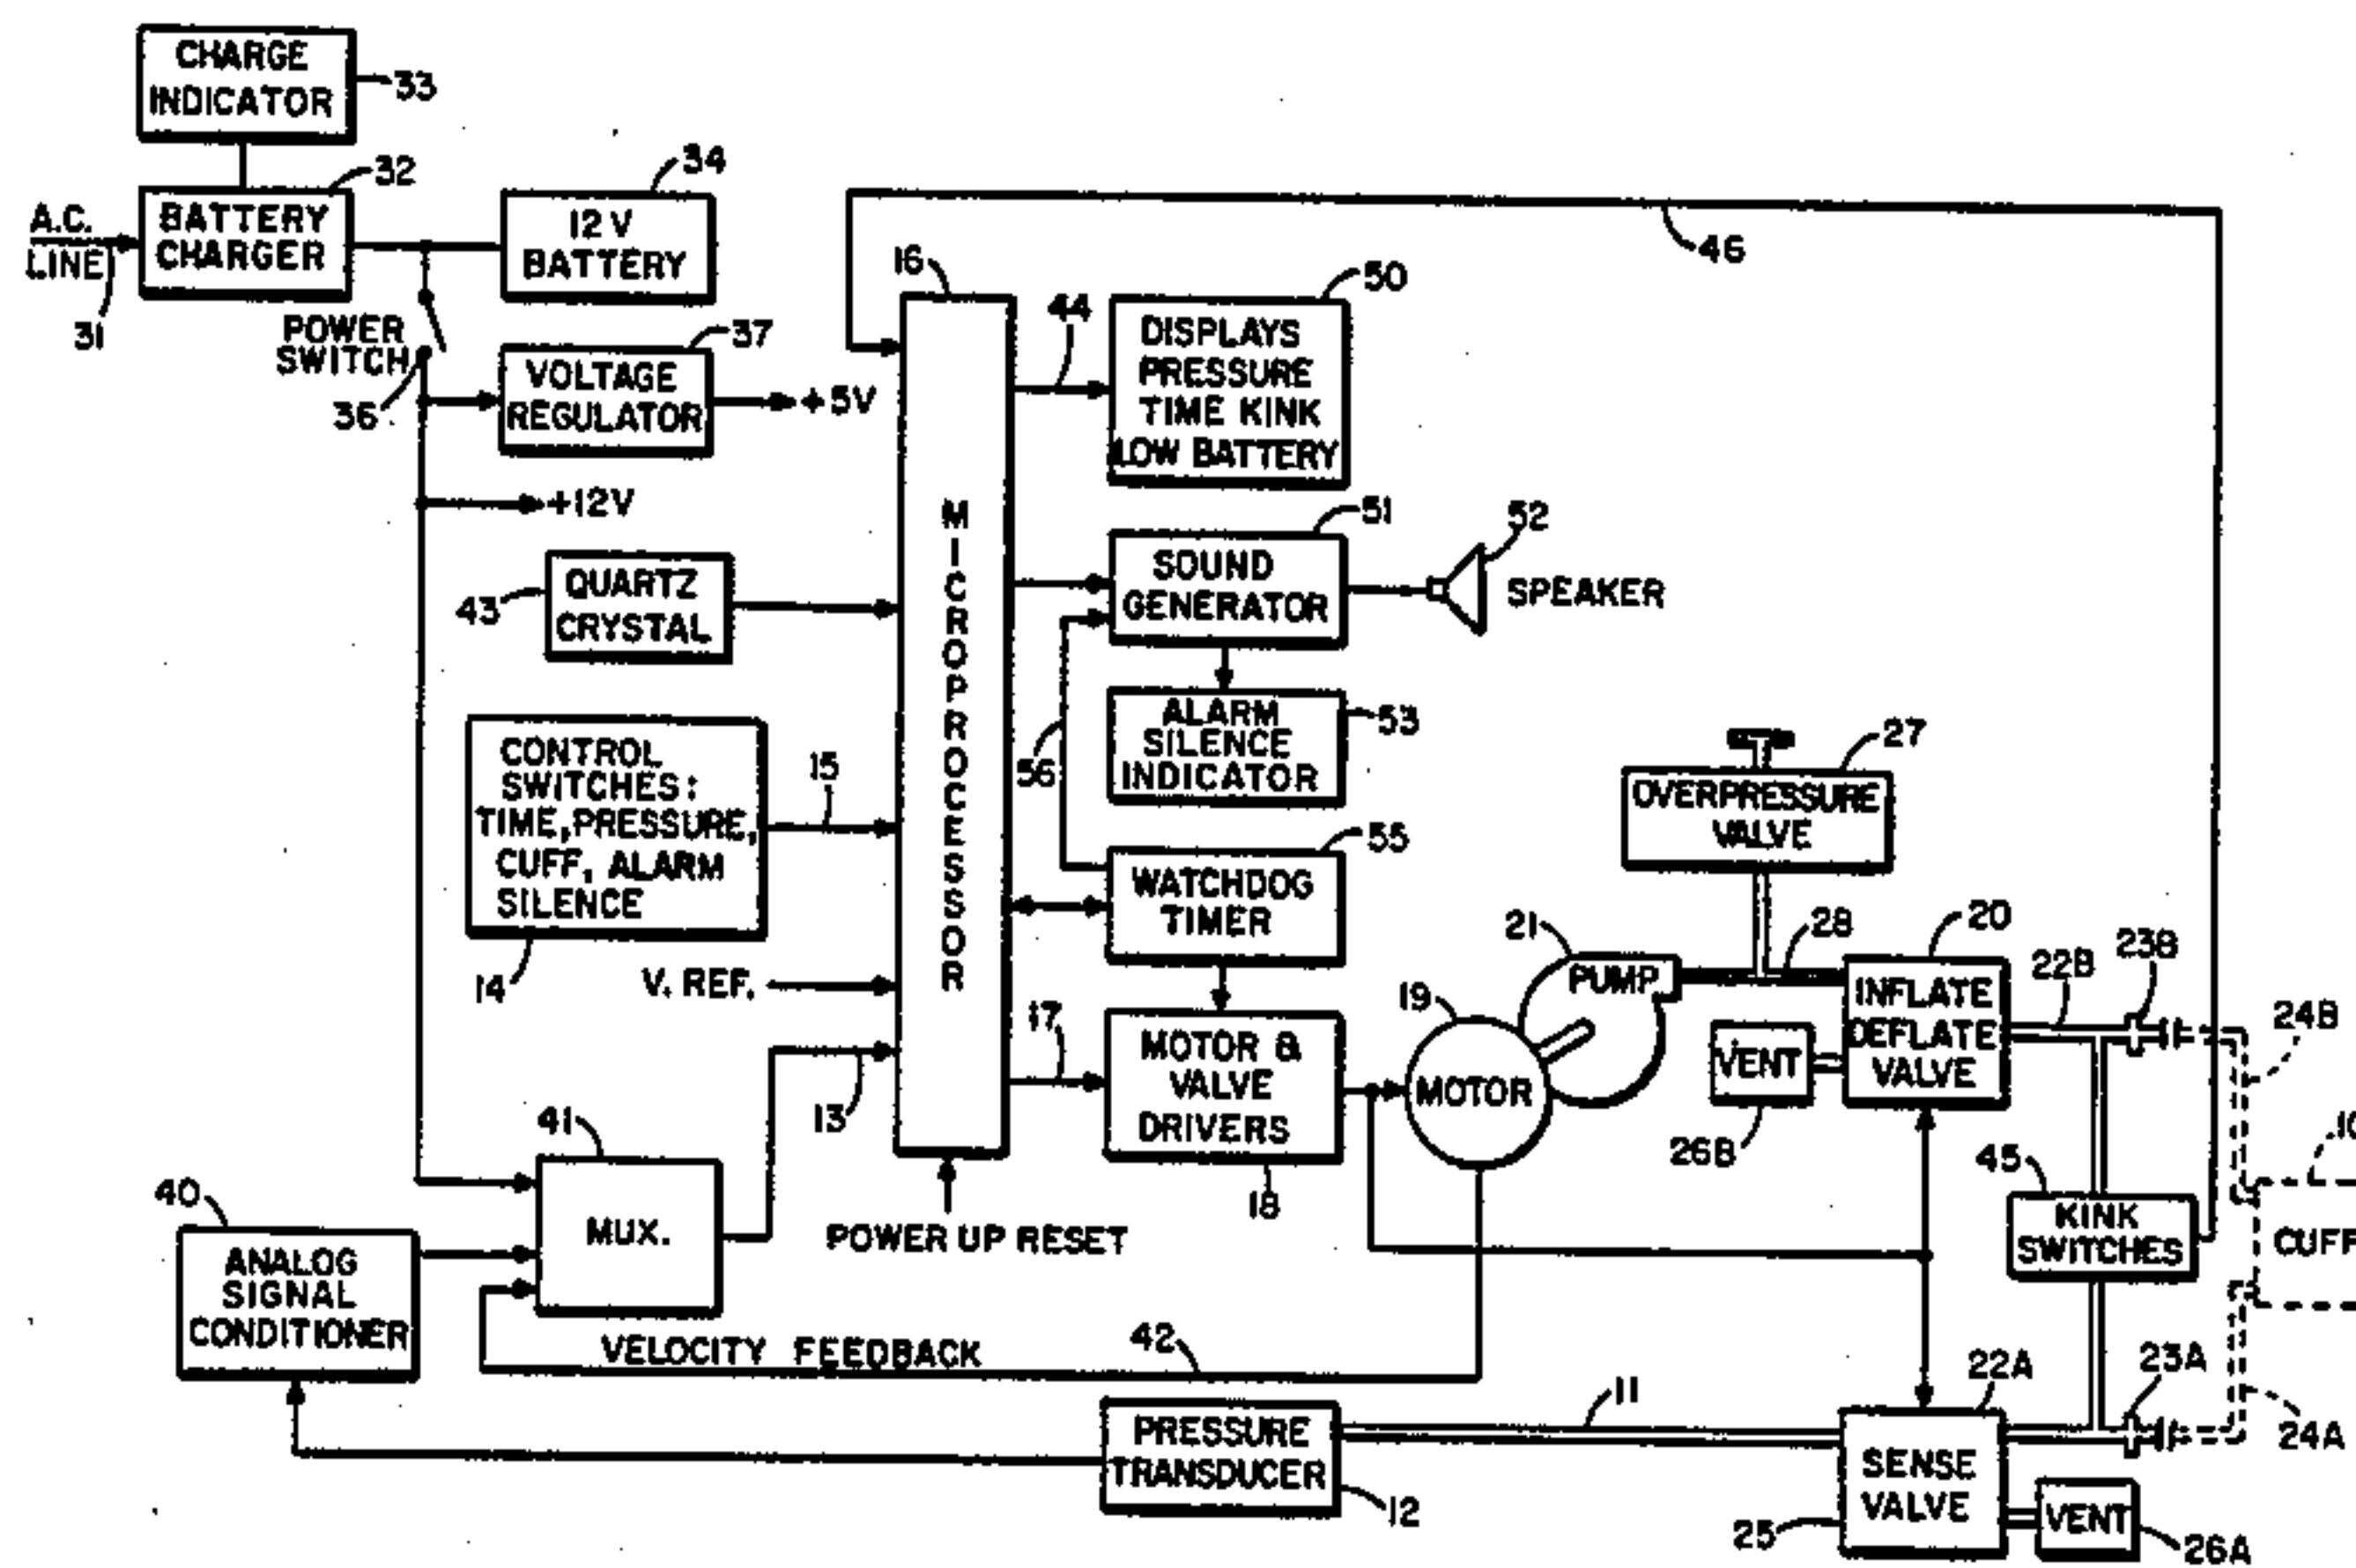 CHARGE
INDICATOR
33
32
A.C.
LINE
31
BATTERY
CHARGER
34
12 V
BATTERY
POWER
SWITCH
36
37
VOLTAGE
REGULATOR
+5V
+12V
43
QUARTZ
CRYSTAL
CONTROL
SWITCHES:
TIME, PRESSURE,
CUFF, ALARM
SILENCE
14
15
V. REF.
13
16
MICROPROCESSOR
POWER UP RESET
41
MUX.
40
ANALOG
SIGNAL
CONDITIONER
VELOCITY FEEDBACK
42
46
44
50
DISPLAYS
PRESSURE
TIME KINK
LOW BATTERY
51
SOUND
GENERATOR
52
SPEAKER
ALARM
SILENCE
INDICATOR
53
56
55
WATCHDOG
TIMER
17
MOTOR &
VALVE
DRIVERS
18
19
MOTOR
21
PUMP
27
OVERPRESSURE
VALVE
28
20
INFLATE
DEFLATE
VALVE
VENT
26B
22B
23B
24B
45
KINK
SWITCHES
10
CUFF
PRESSURE
TRANSDUCER
12
11
22A
23A
24A
SENSE
VALVE
25
VENT
26A